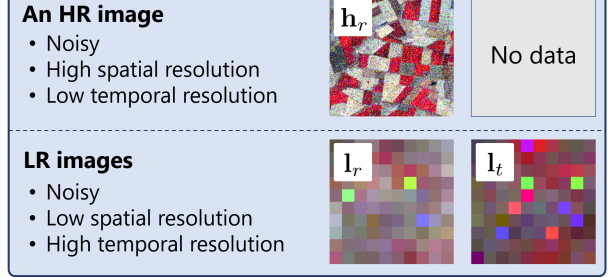 An HR image
• Noisy
• High spatial resolution
• Low temporal resolution
h_r
No data
LR images
• Noisy
• Low spatial resolution
• High temporal resolution
l_r
l_t